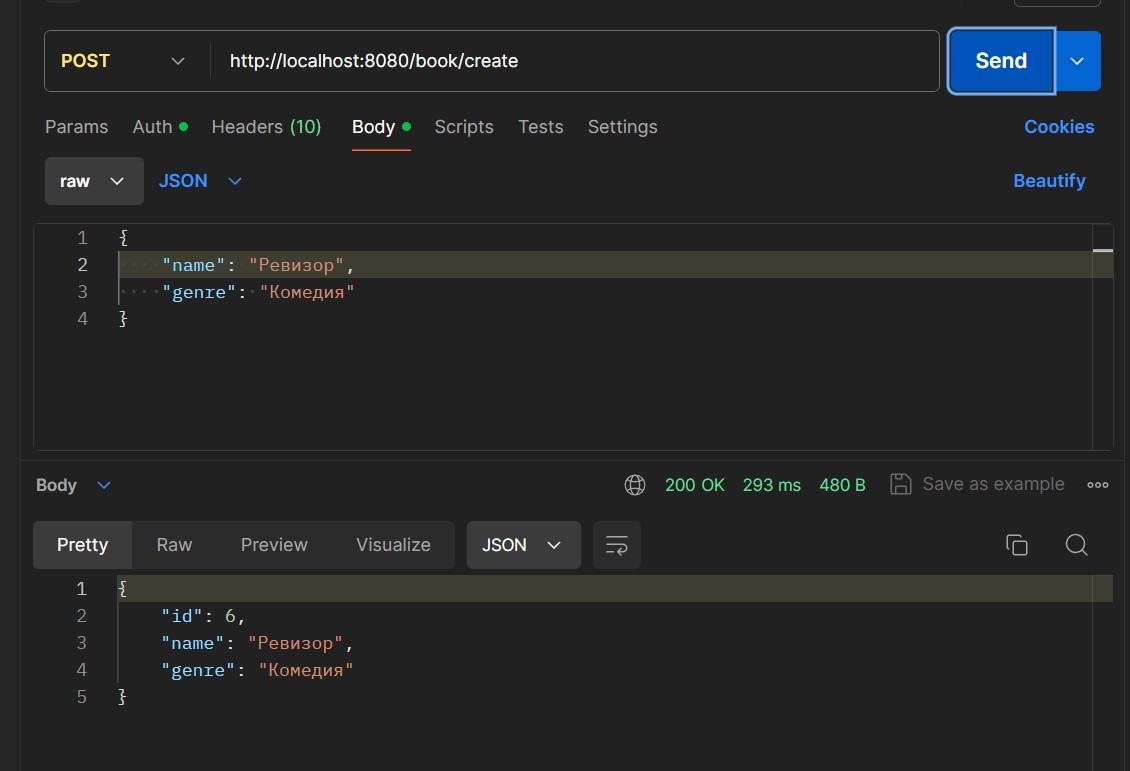 POST http://localhost:8080/book/create Send
Params Auth Headers (10) Body Scripts Tests Settings Cookies
raw JSON Beautify
1 {
2 "name": "Ревизор",
3 "genre": "Комедия"
4 }
Body 200 OK 293 ms 480 B Save as example
Pretty Raw Preview Visualize JSON
1 {
2 "id": 6,
3 "name": "Ревизор",
4 "genre": "Комедия"
5 }